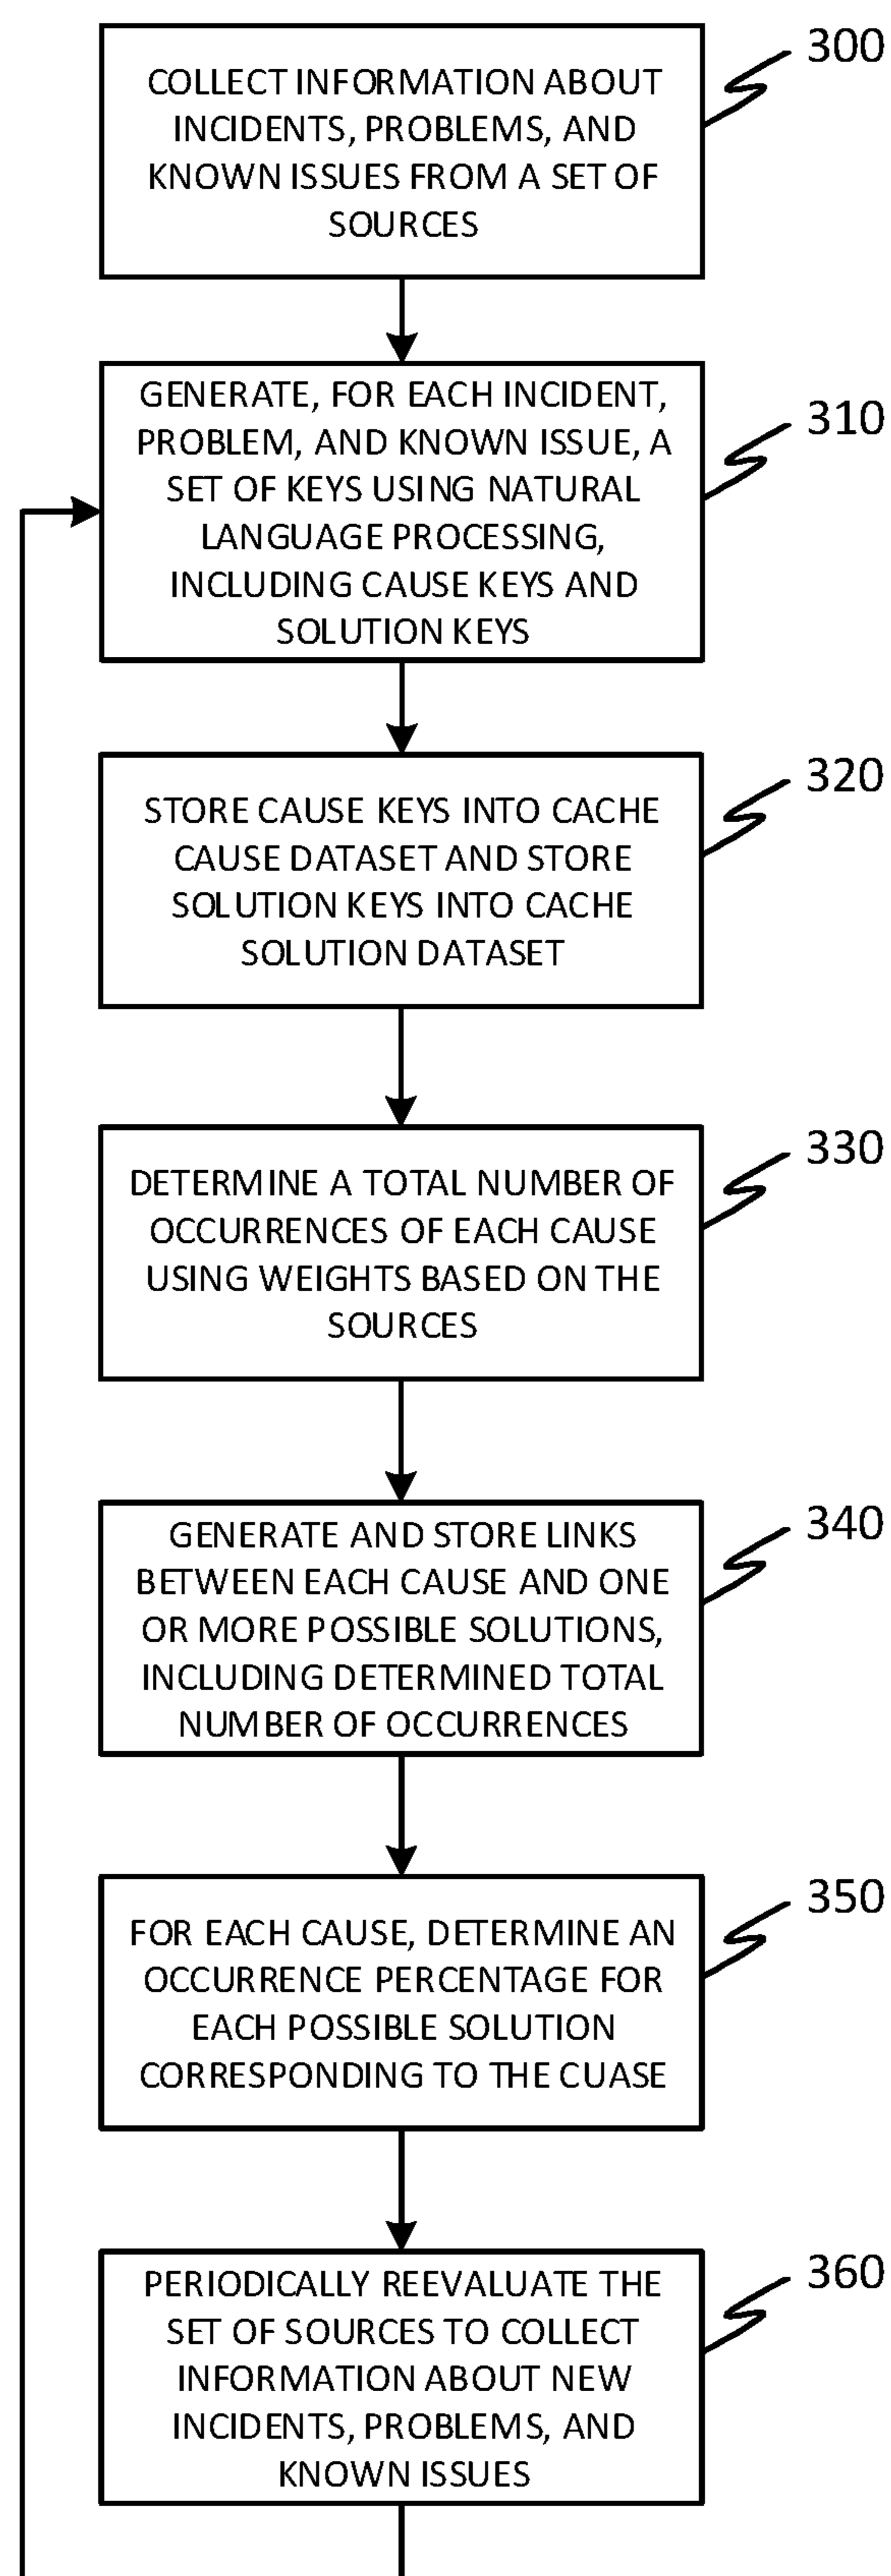 300
COLLECT INFORMATION ABOUT
INCIDENTS, PROBLEMS, AND
KNOWN ISSUES FROM A SET OF
SOURCES
310
GENERATE, FOR EACH INCIDENT,
PROBLEM, AND KNOWN ISSUE, A
SET OF KEYS USING NATURAL
LANGUAGE PROCESSING,
INCLUDING CAUSE KEYS AND
SOLUTION KEYS
320
STORE CAUSE KEYS INTO CACHE
CAUSE DATASET AND STORE
SOLUTION KEYS INTO CACHE
SOLUTION DATASET
330
DETERMINE A TOTAL NUMBER OF
OCCURRENCES OF EACH CAUSE
USING WEIGHTS BASED ON THE
SOURCES
340
GENERATE AND STORE LINKS
BETWEEN EACH CAUSE AND ONE
OR MORE POSSIBLE SOLUTIONS,
INCLUDING DETERMINED TOTAL
NUMBER OF OCCURRENCES
350
FOR EACH CAUSE, DETERMINE AN
OCCURRENCE PERCENTAGE FOR
EACH POSSIBLE SOLUTION
CORRESPONDING TO THE CUASE
360
PERIODICALLY REEVALUATE THE
SET OF SOURCES TO COLLECT
INFORMATION ABOUT NEW
INCIDENTS, PROBLEMS, AND
KNOWN ISSUES